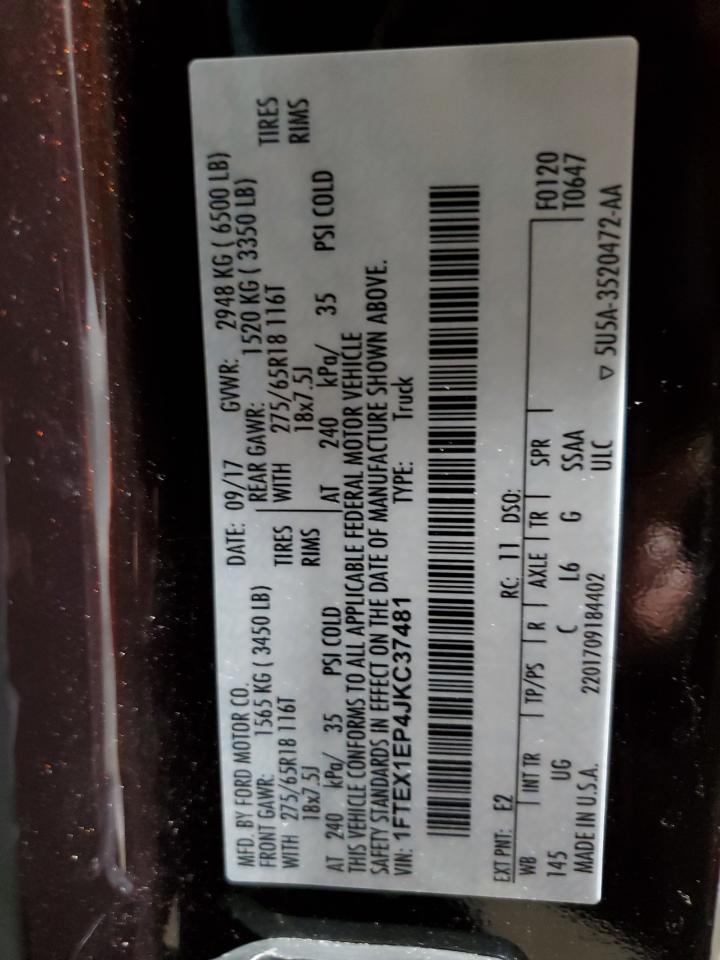 MFD. BY FORD MOTOR CO. DATE: 09/17 GVWR: 2948 KG ( 6500 LB)
FRONT GAWR: 1565 KG ( 3450 LB) REAR GAWR: 1520 KG ( 3350 LB)
WITH 275/65R18 116T TIRES WITH 275/65R18 116T TIRES
18x7.5J RIMS 18x7.5J RIMS
AT 240 kPa/ 35 PSI COLD AT 240 kPa/ 35 PSI COLD
THIS VEHICLE CONFORMS TO ALL APPLICABLE FEDERAL MOTOR VEHICLE
SAFETY STANDARDS IN EFFECT ON THE DATE OF MANUFACTURE SHOWN ABOVE.
VIN: 1FTEX1EP4JKC37481 TYPE: Truck
EXT PNT: E2 RC: 11 DSO:
WB INT TR TP/PS R AXLE TR SPR F0120
145 UG C L6 G SSAA T0647
2201709184402 ULC
MADE IN U.S.A. ▽ 5U5A-3520472-AA